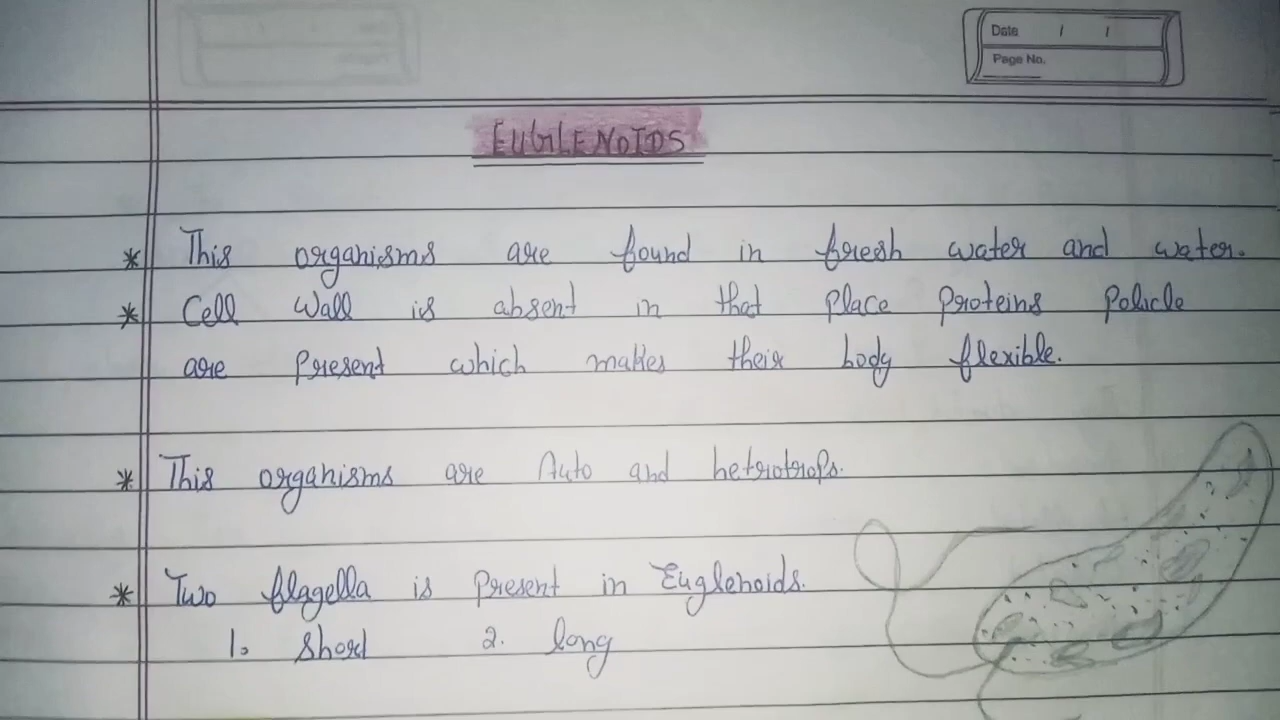 Date / /
Page No.
EUGLENOIDS
* This organisms are found in fresh water and water.
* Cell Wall is absent in that place Proteins Policle
are Present which makes their body flexible.
* This organisms are Auto and hetrotrops.
* Two flagella is Present in Euglenoids.
1. Short 2. long